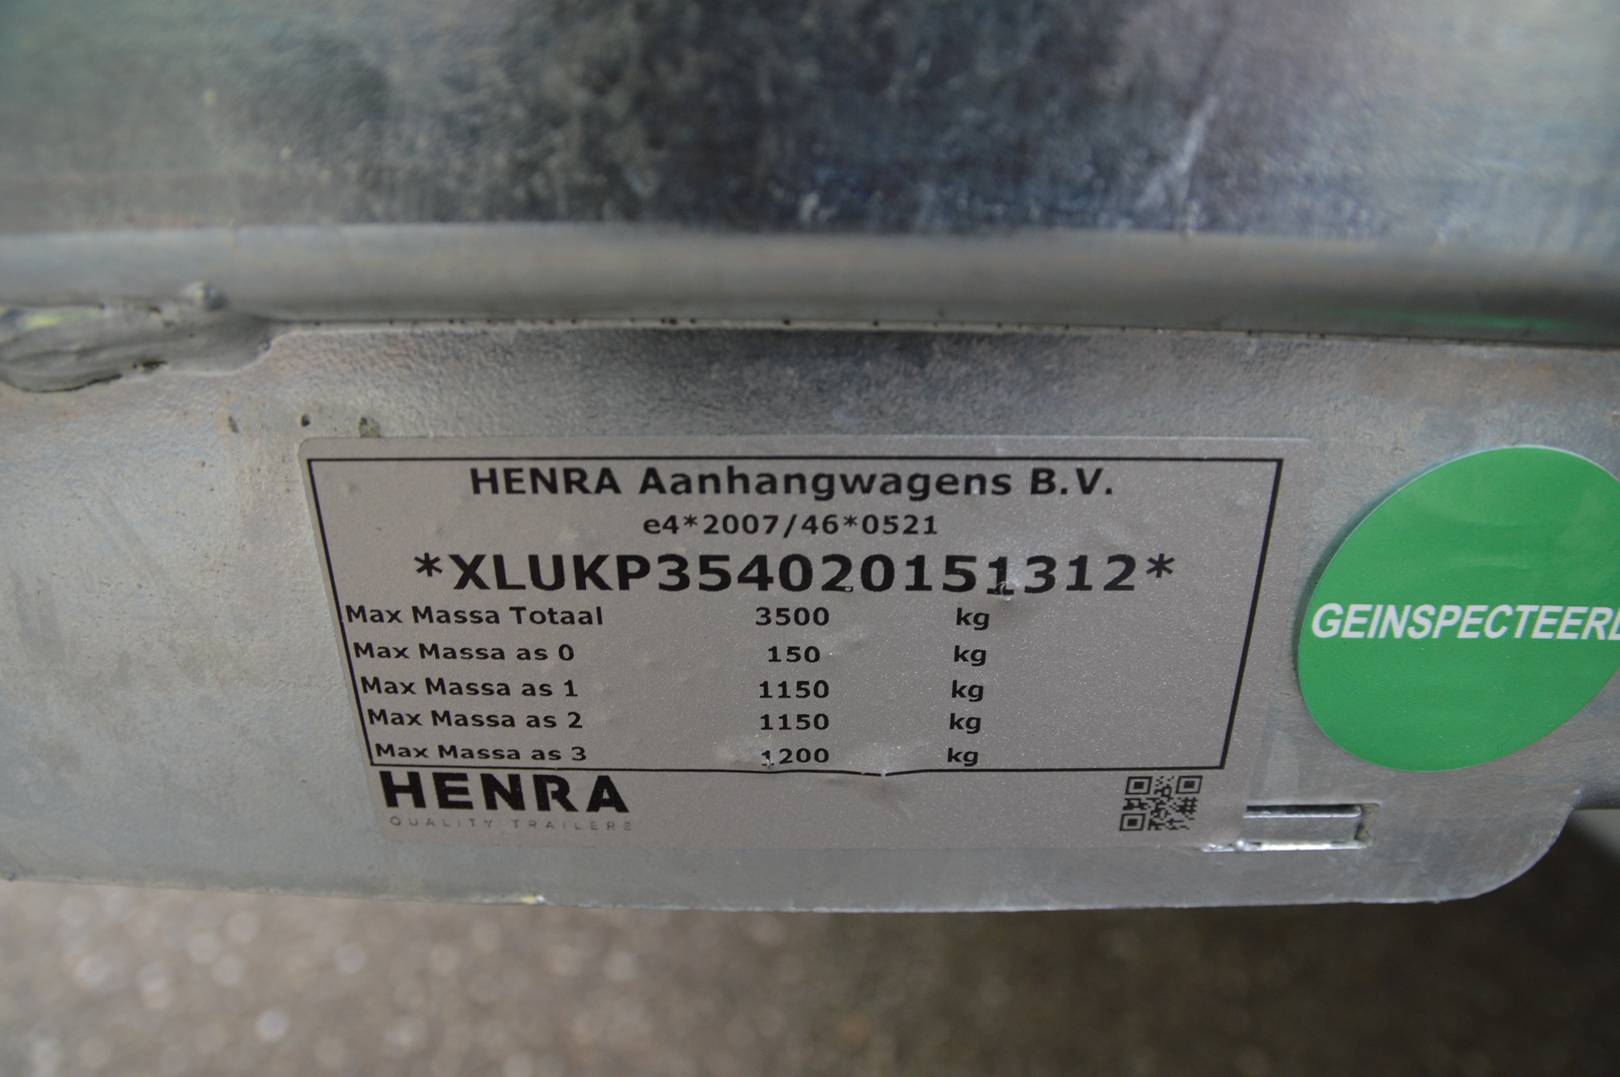 HENRA Aanhangwagens B.V.
e4*2007/46*0521
*XLUKP354020151312*
Max Massa Totaal 3500 kg
Max Massa as 0 150 kg
Max Massa as 1 1150 kg
Max Massa as 2 1150 kg
Max Massa as 3 1200 kg
HENRA
QUALITY TRAILERS
GEINSPECTEERD